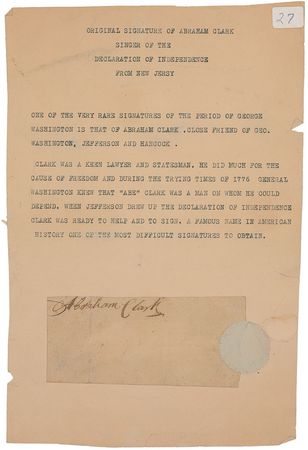 27
ORIGINAL SIGNATURE OF ABRAHAM CLARK
SINGER OF THE
DECLARATION OF INDEPENDENCE
FROM NEW JERSY
ONE OF THE VERY RARE SIGNATURES OF THE PERIOD OF GEORGE
WASHINGTON IS THAT OF ABRAHAM CLARK .CLOSE FRIEND OF GEO.
WASHINGTON, JEFFERSON AND HANCOCK .
CLARK WAS A KEEN LAWYER AND STATESMAN. HE DID MUCH FOR THE
CAUSE OF FREEDOM AND DURING THE TRYING TIMES OF 1776 GENERAL
WASHINGTON KNEW THAT "ABE" CLARK WAS A MAN ON WHOM HE COULD
DEPEND. WHEN JEFFERSON DREW UP THE DECLARATION OF INDEPENDENCE
CLARK WAS READY TO HELP AND TO SIGN. A FAMOUS NAME IN AMERICAN
HISTORY ONE OF THE MOST DIFFICULT SIGNATURES TO OBTAIN.
Abraham Clark